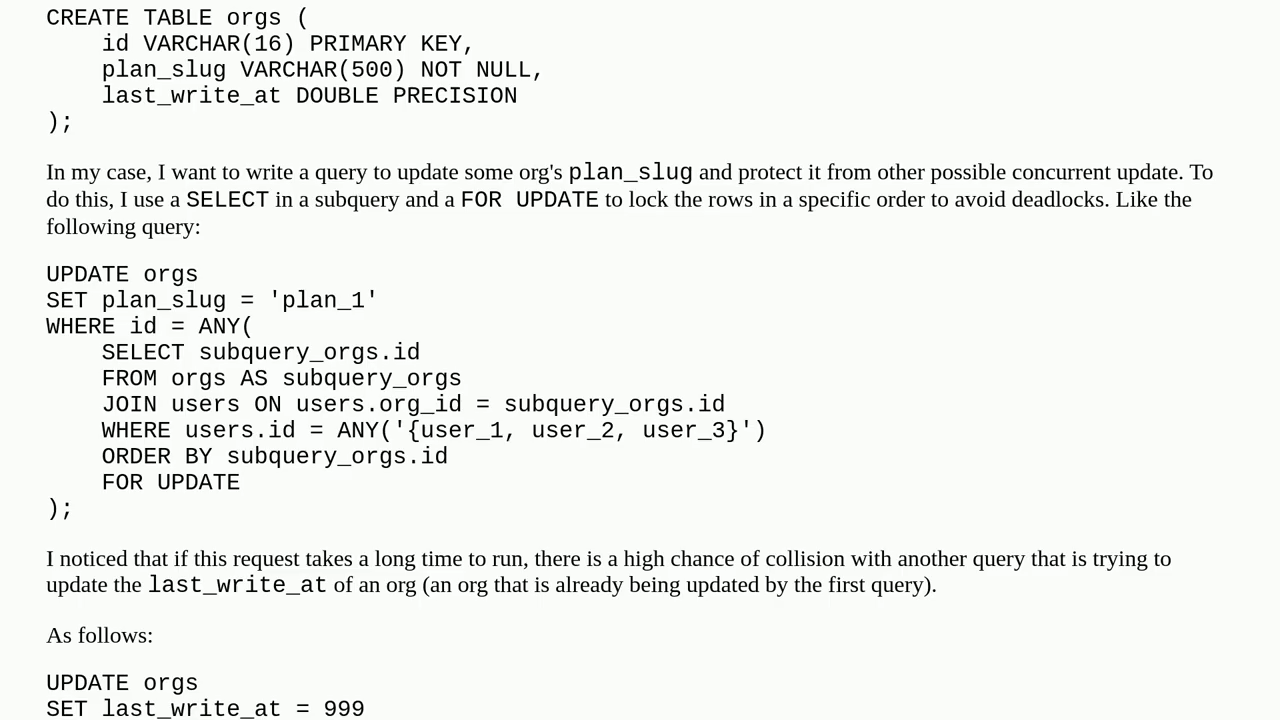 CREATE TABLE orgs (
    id VARCHAR(16) PRIMARY KEY,
    plan_slug VARCHAR(500) NOT NULL,
    last_write_at DOUBLE PRECISION
);
In my case, I want to write a query to update some org's plan_slug and protect it from other possible concurrent update. To
do this, I use a SELECT in a subquery and a FOR UPDATE to lock the rows in a specific order to avoid deadlocks. Like the
following query:
UPDATE orgs
SET plan_slug = 'plan_1'
WHERE id = ANY(
    SELECT subquery_orgs.id
    FROM orgs AS subquery_orgs
    JOIN users ON users.org_id = subquery_orgs.id
    WHERE users.id = ANY('{user_1, user_2, user_3}')
    ORDER BY subquery_orgs.id
    FOR UPDATE
);
I noticed that if this request takes a long time to run, there is a high chance of collision with another query that is trying to
update the last_write_at of an org (an org that is already being updated by the first query).
As follows:
UPDATE orgs
SET last_write_at = 999